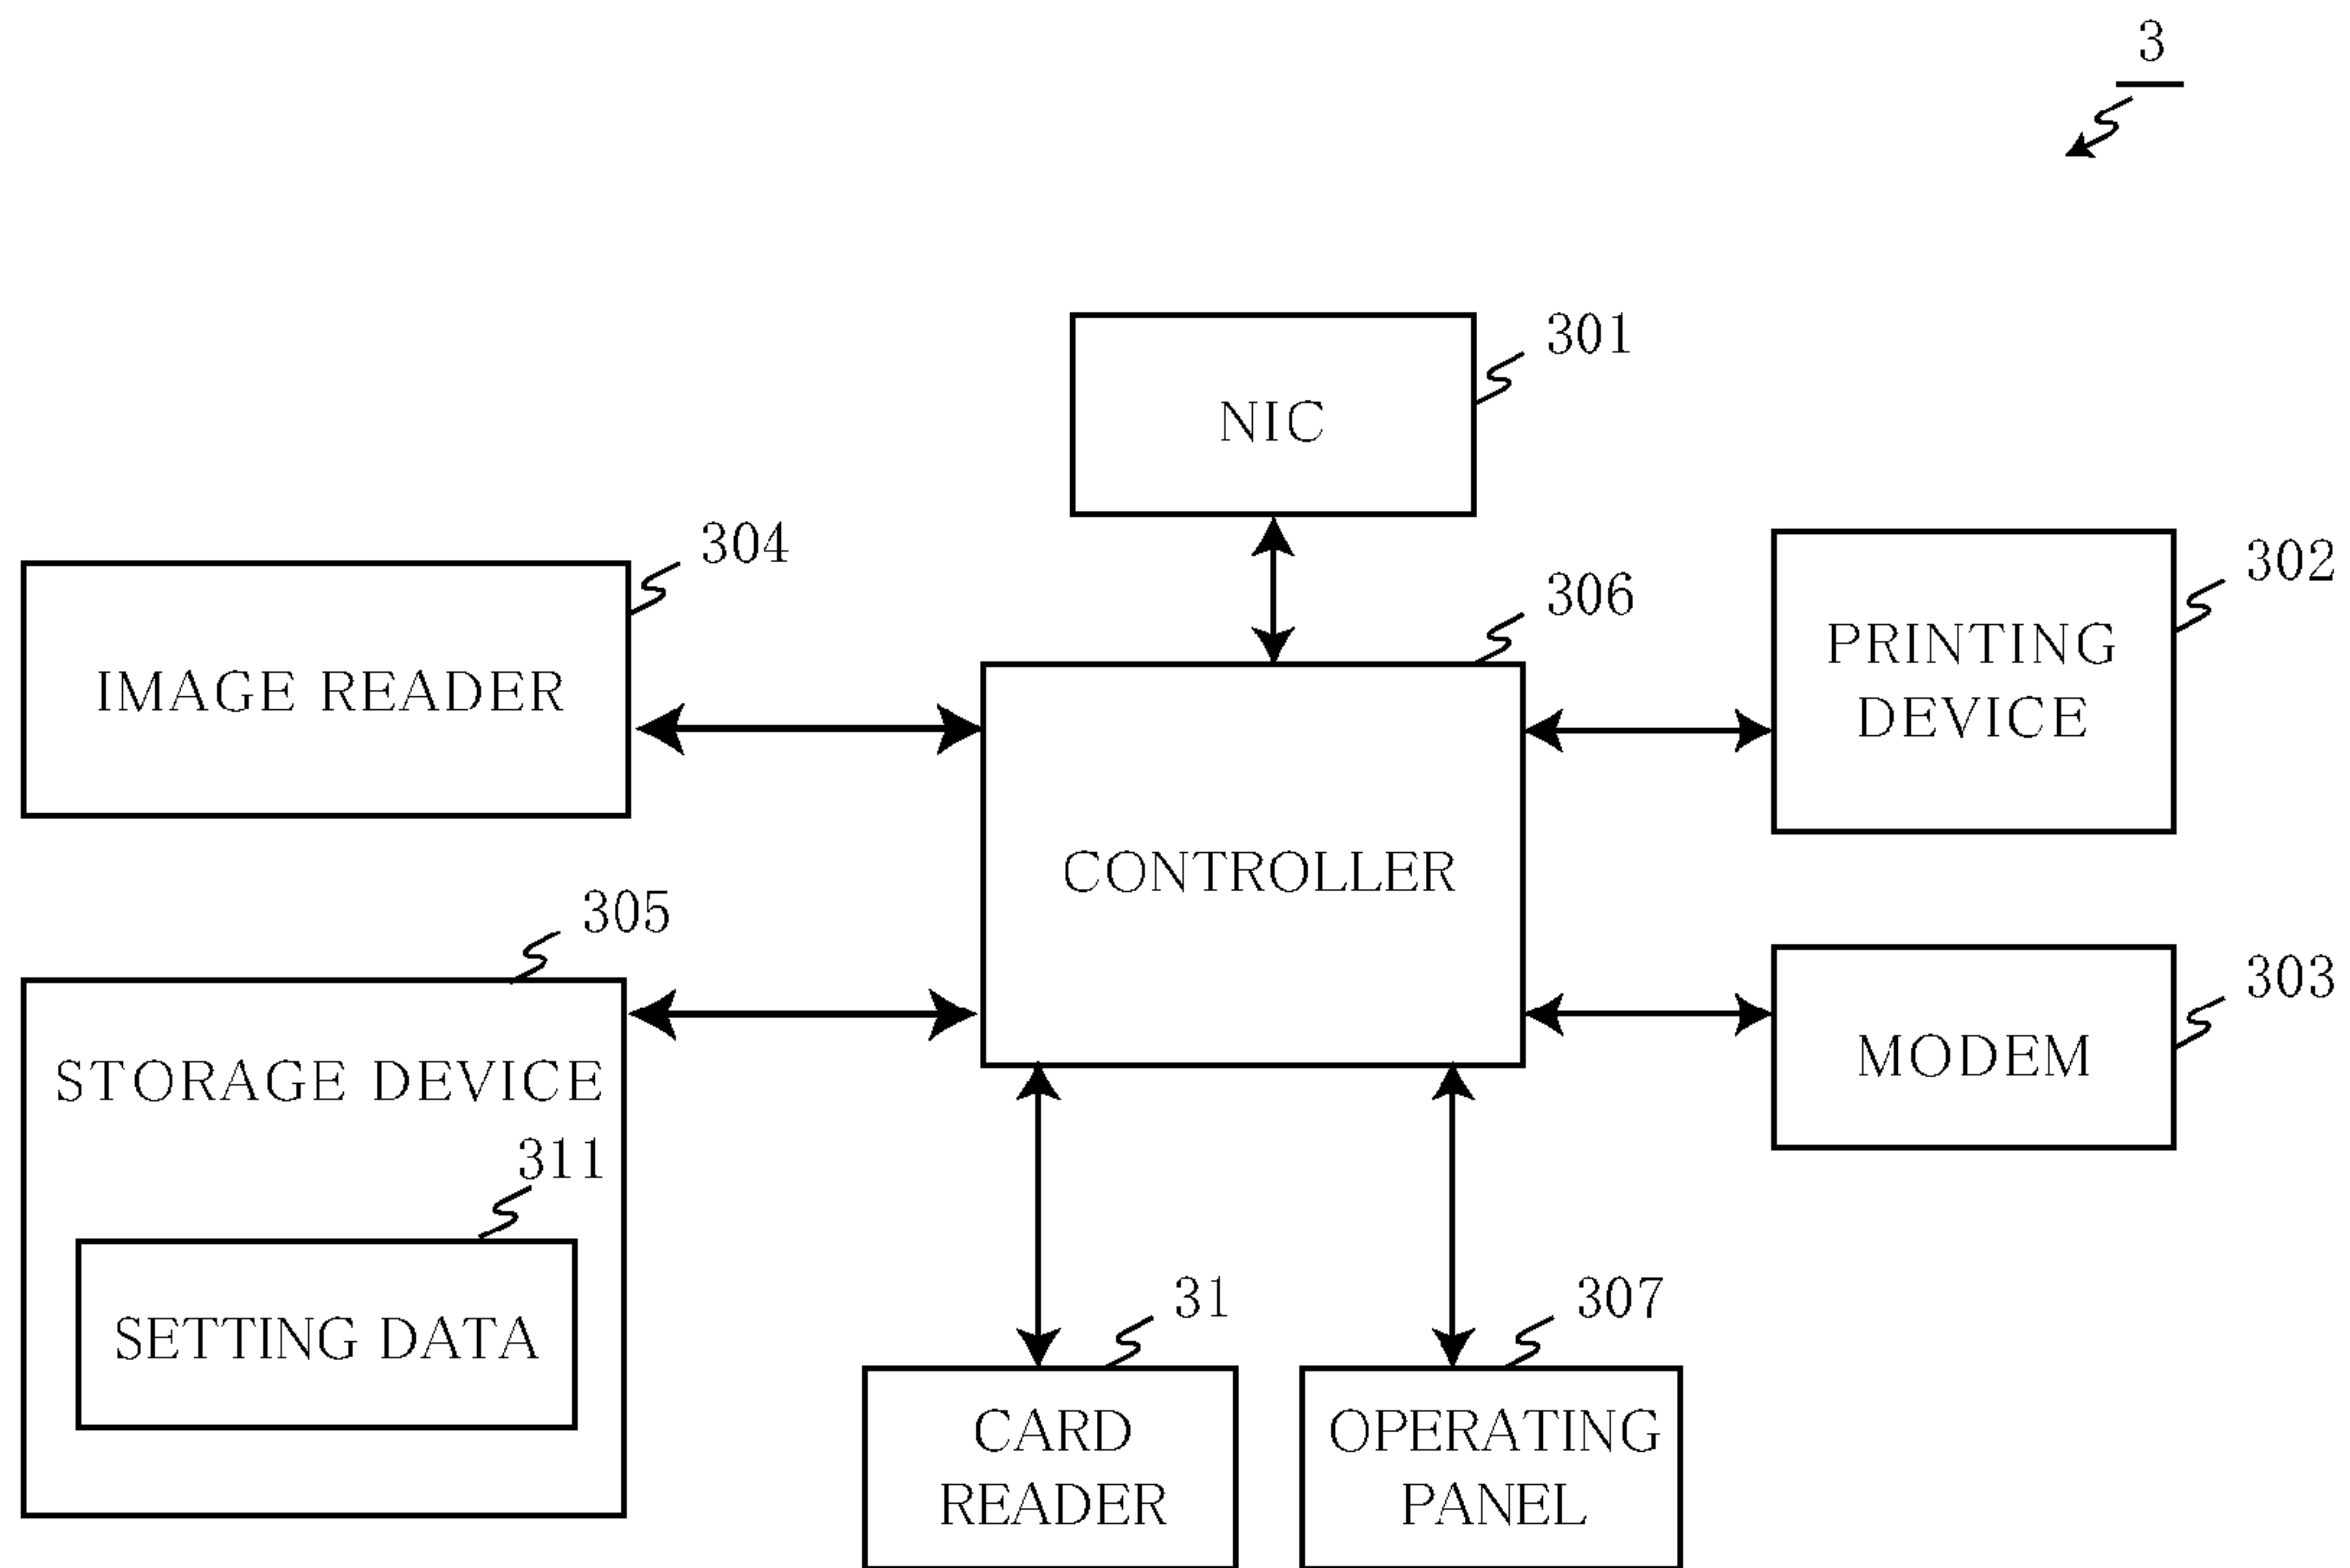 3
301
NIC
304
306
302
IMAGE READER
PRINTING
DEVICE
CONTROLLER
305
303
STORAGE DEVICE
MODEM
311
SETTING DATA
31
307
CARD
READER
OPERATING
PANEL